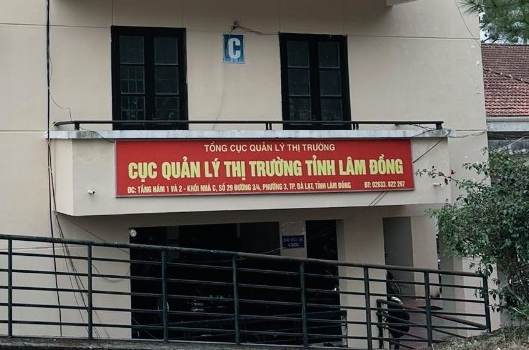 C
TỔNG CỤC QUẢN LÝ THỊ TRƯỜNG
CỤC QUẢN LÝ THỊ TRƯỜNG TỈNH LÂM ĐỒNG
ĐC: TẦNG HẦM 1 VÀ 2 - KHỐI NHÀ C, SỐ 29 ĐƯỜNG 3/4, PHƯỜNG 3, TP. ĐÀ LẠT, TỈNH LÂM ĐỒNG ĐT: 02633. 822 297